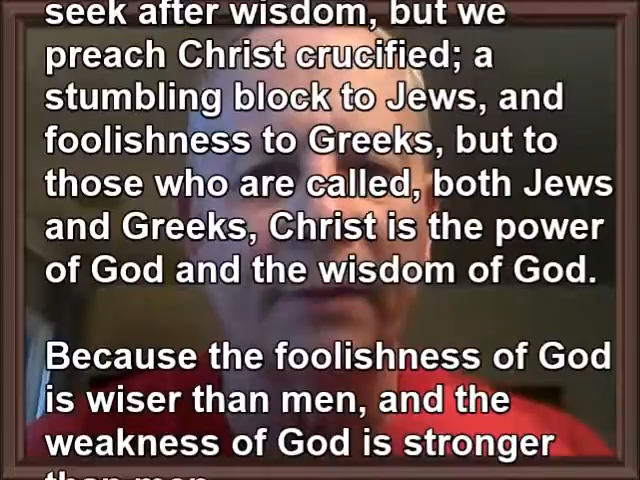 seek after wisdom, but we
preach Christ crucified; a
stumbling block to Jews, and
foolishness to Greeks, but to
those who are called, both Jews
and Greeks, Christ is the power
of God and the wisdom of God.
Because the foolishness of God
is wiser than men, and the
weakness of God is stronger
than men